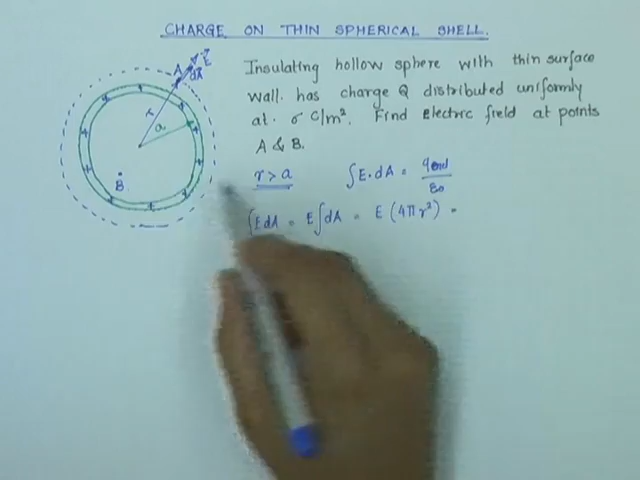 CHARGE ON THIN SPHERICAL SHELL.
A E dA
r
a
B
Insulating hollow sphere with thin surface
wall. has charge Q distributed uniformly
at. σ C/m². Find Electric field at points
A & B.
r > a ∫E.dA = qend/ε0
∫EdA = E∫dA = E (4πr²) =